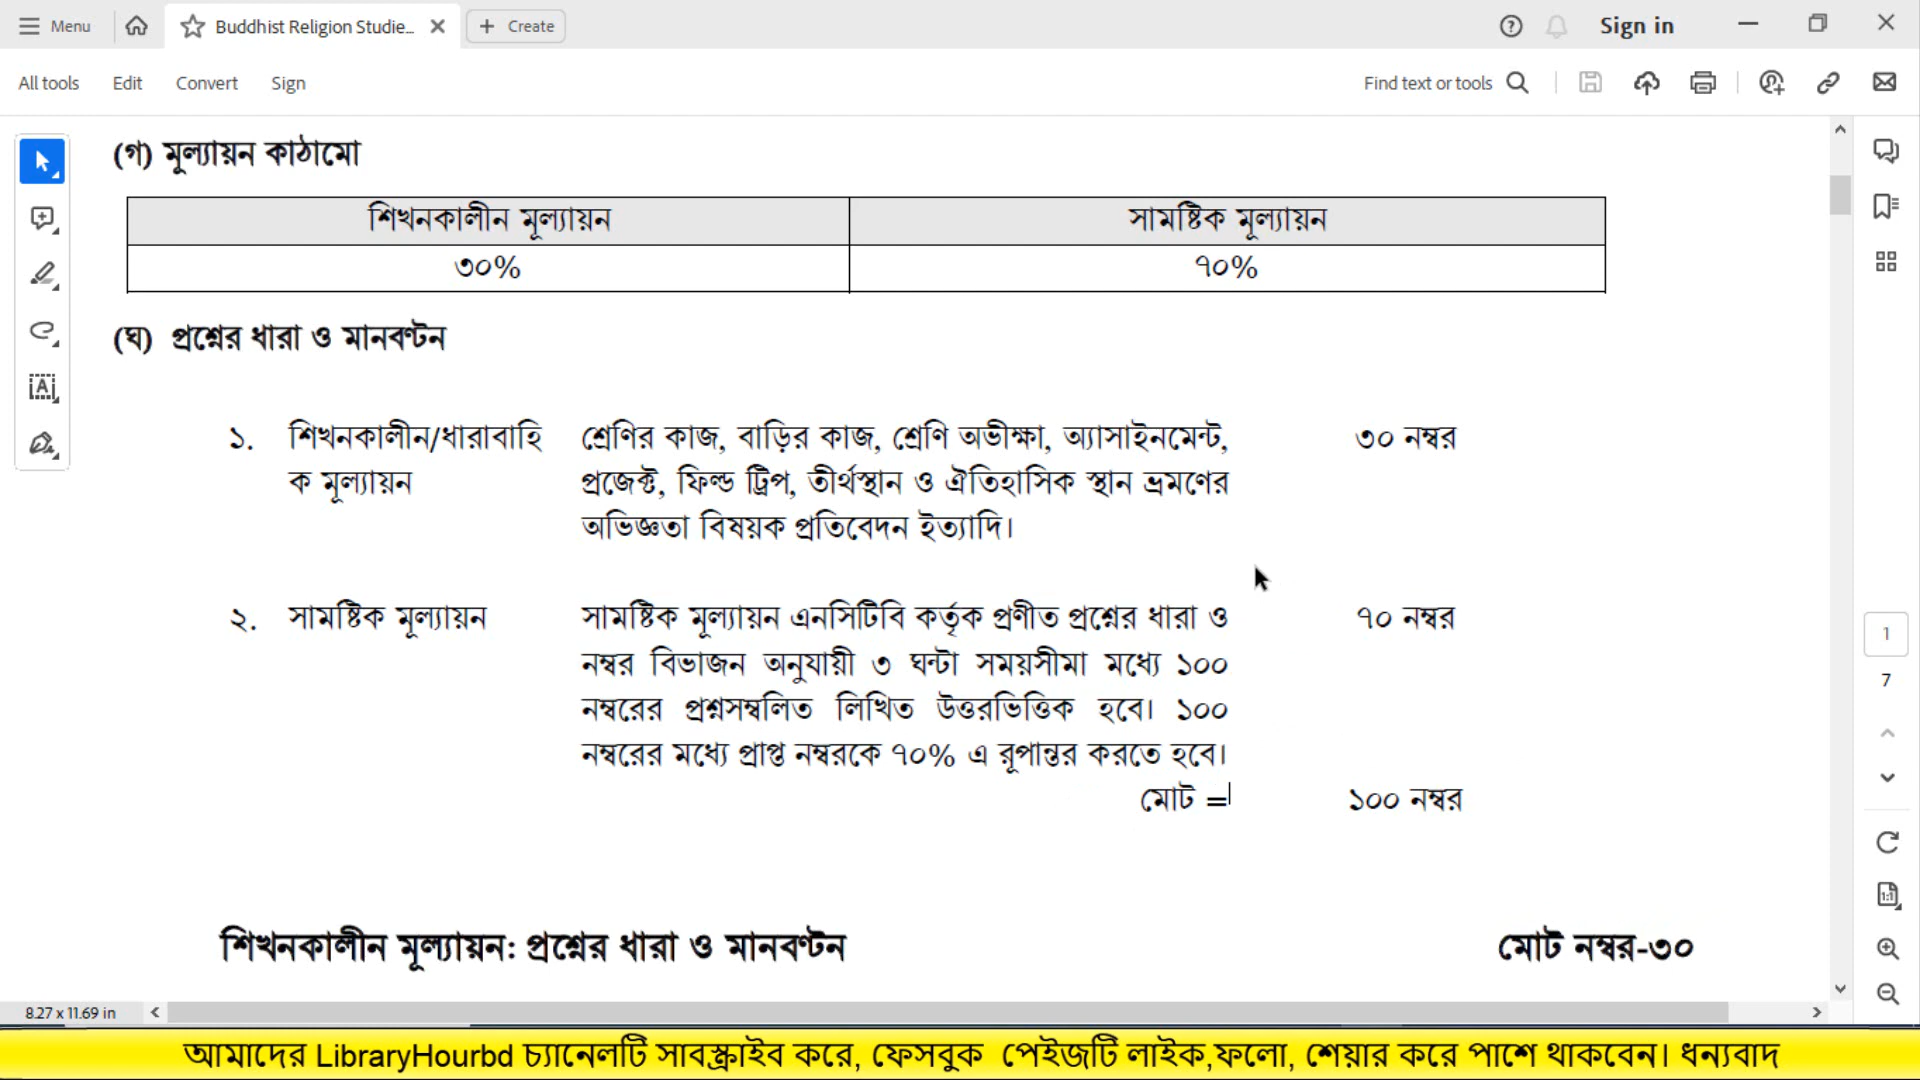 Menu
Buddhist Religion Studie...
Create
Sign in
All tools
Edit
Convert
Sign
Find text or tools
(গ) মূল্যায়ন কাঠামো
শিখনকালীন মূল্যায়ন সামষ্টিক মূল্যায়ন
৩০% ৭০%
(ঘ) প্রশ্নের ধারা ও মানবণ্টন
১. শিখনকালীন/ধারাবাহি শ্রেণির কাজ, বাড়ির কাজ, শ্রেণি অভীক্ষা, অ্যাসাইনমেন্ট, ৩০ নম্বর
ক মূল্যায়ন প্রজেক্ট, ফিল্ড ট্রিপ, তীর্থস্থান ও ঐতিহাসিক স্থান ভ্রমণের
অভিজ্ঞতা বিষয়ক প্রতিবেদন ইত্যাদি।
২. সামষ্টিক মূল্যায়ন সামষ্টিক মূল্যায়ন এনসিটিবি কর্তৃক প্রণীত প্রশ্নের ধারা ও ৭০ নম্বর
নম্বর বিভাজন অনুযায়ী ৩ ঘন্টা সময়সীমা মধ্যে ১০০
নম্বরের প্রশ্নসম্বলিত লিখিত উত্তরভিত্তিক হবে। ১০০
নম্বরের মধ্যে প্রাপ্ত নম্বরকে ৭০% এ রূপান্তর করতে হবে।
মোট = ১০০ নম্বর
শিখনকালীন মূল্যায়ন: প্রশ্নের ধারা ও মানবণ্টন মোট নম্বর-৩০
1
7
8.27 x 11.69 in
আমাদের LibraryHourbd চ্যানেলটি সাবস্ক্রাইব করে, ফেসবুক পেইজটি লাইক,ফলো, শেয়ার করে পাশে থাকবেন। ধন্যবাদ